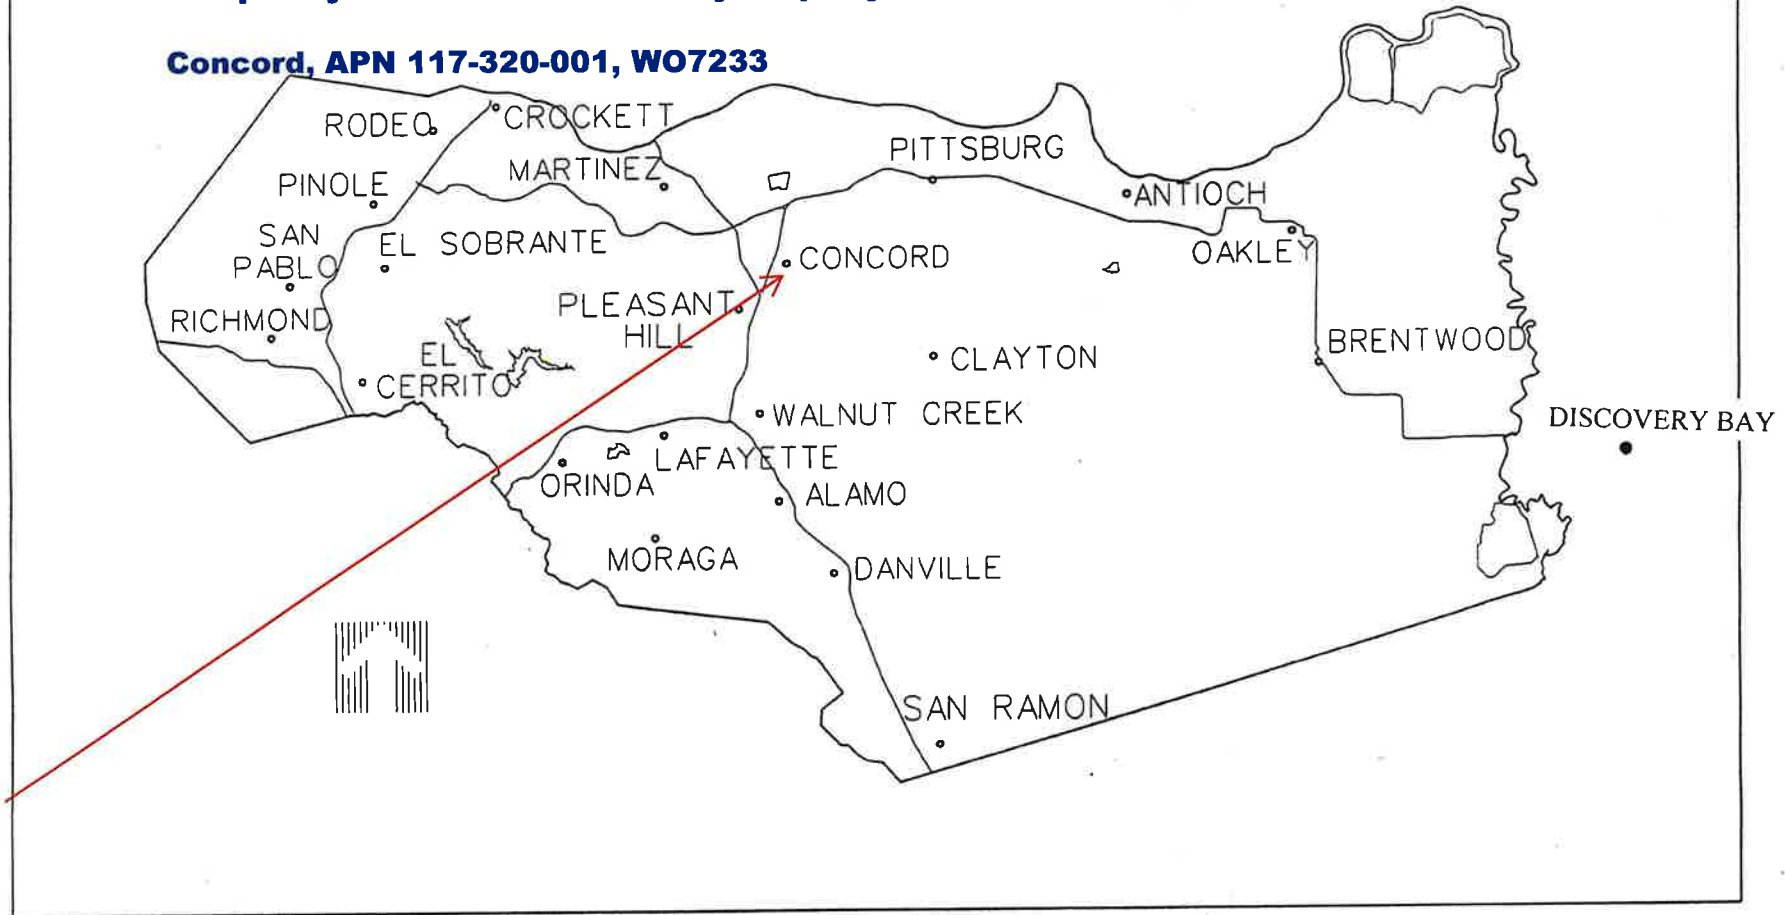 Concord, APN 117-320-001, WO7233
RODEO
CROCKETT
MARTINEZ
PITTSBURG
PINOLE
ANTIOCH
SAN
PABLO
EL SOBRANTE
CONCORD
OAKLEY
PLEASANT
HILL
RICHMOND
BRENTWOOD
EL
CERRITO
CLAYTON
WALNUT CREEK
DISCOVERY BAY
LAFAYETTE
ORINDA
ALAMO
MORAGA
DANVILLE
SAN RAMON